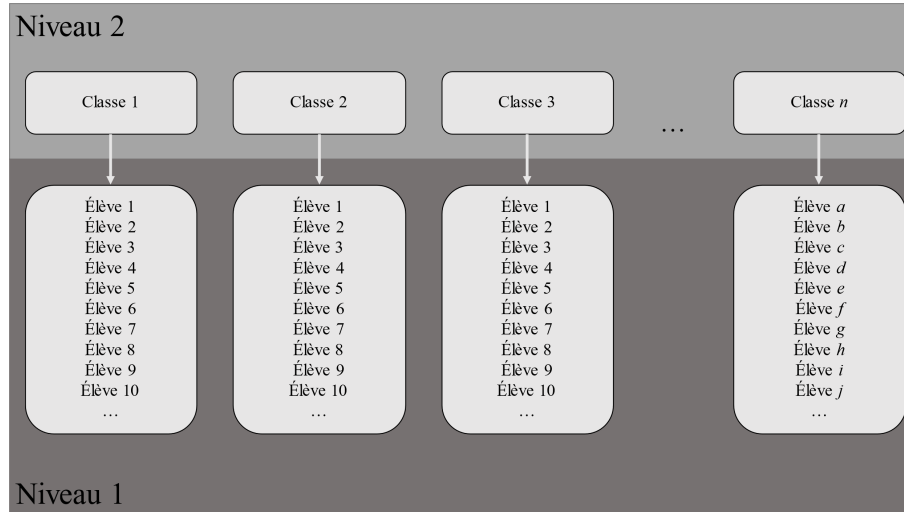 Niveau 2
Classe 1
Classe 2
Classe 3
…
Classe n
Élève 1
Élève 2
Élève 3
Élève 4
Élève 5
Élève 6
Élève 7
Élève 8
Élève 9
Élève 10
…
Élève 1
Élève 2
Élève 3
Élève 4
Élève 5
Élève 6
Élève 7
Élève 8
Élève 9
Élève 10
…
Élève 1
Élève 2
Élève 3
Élève 4
Élève 5
Élève 6
Élève 7
Élève 8
Élève 9
Élève 10
…
Élève a
Élève b
Élève c
Élève d
Élève e
Élève f
Élève g
Élève h
Élève i
Élève j
…
Niveau 1